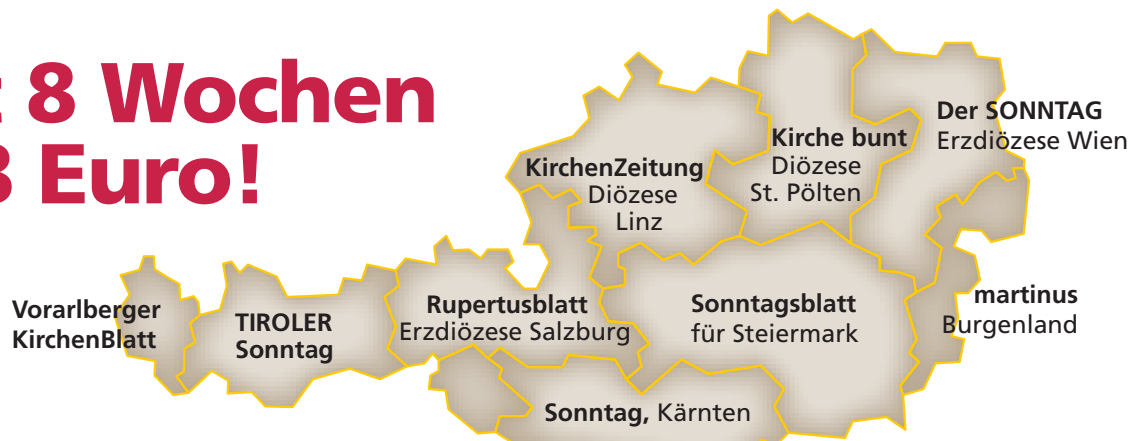 8 Wochen
Euro!
Der SONNTAG
Erzdiözese Wien
Kirche bunt
Diözese
St. Pölten
KirchenZeitung
Diözese
Linz
Vorarlberger
KirchenBlatt
TIROLER
Sonntag
Rupertusblatt
Erzdiözese Salzburg
Sonntagsblatt
für Steiermark
martinus
Burgenland
Sonntag, Kärnten